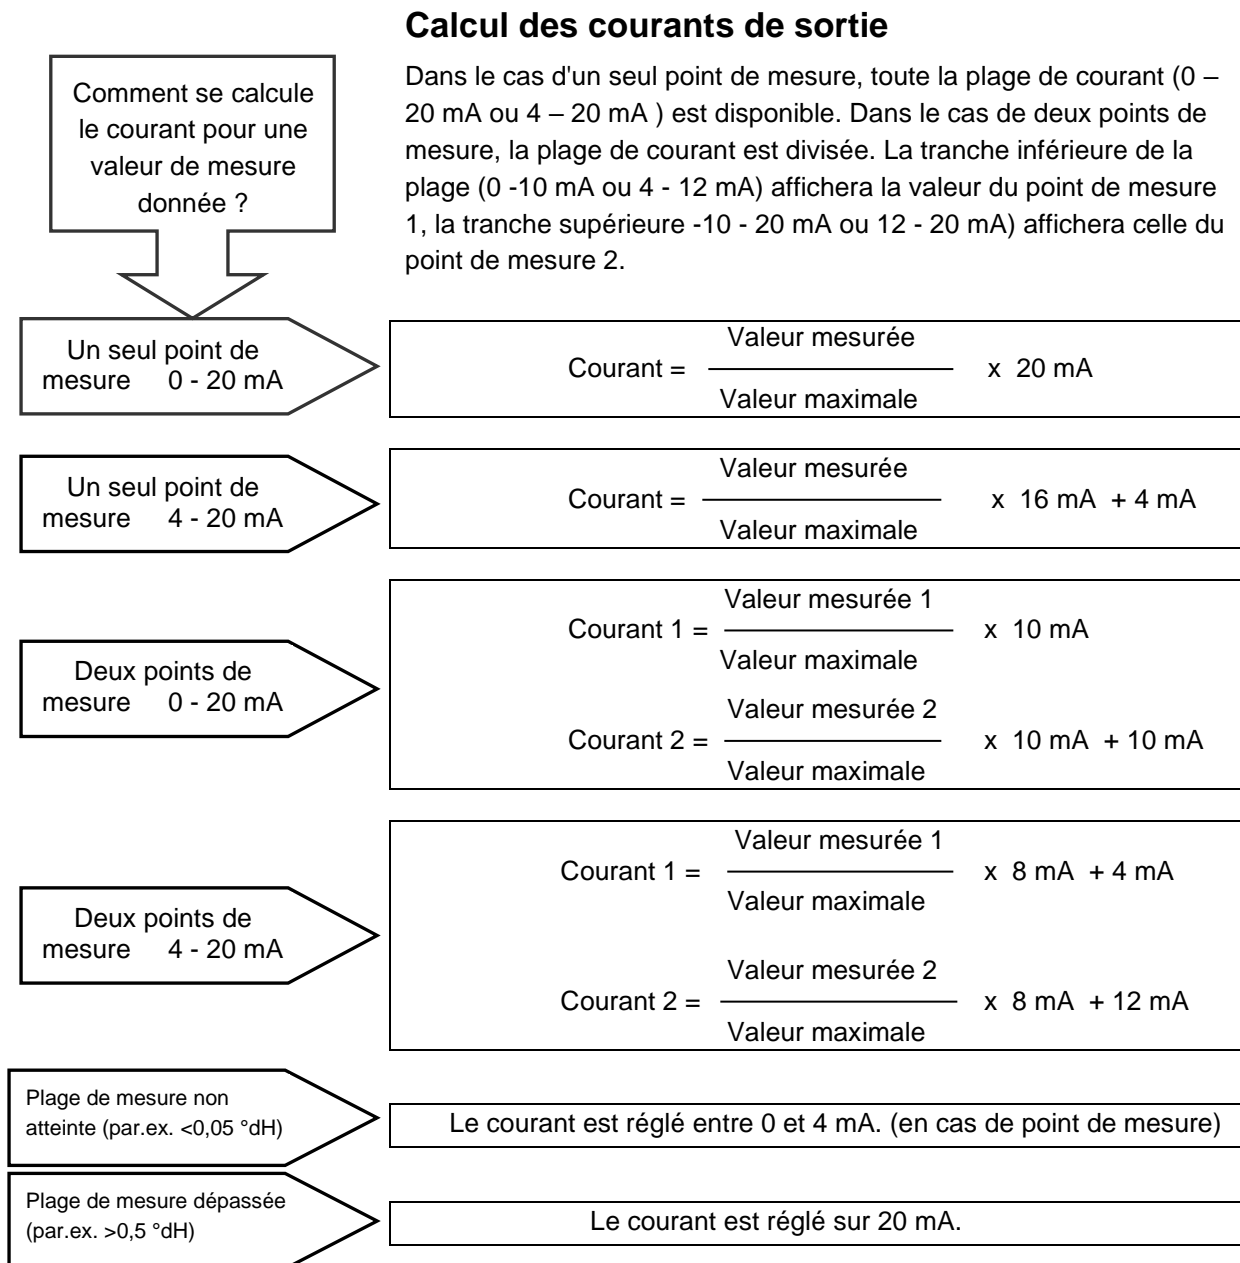 Calcul des courants de sortie
Comment se calcule
le courant pour une
valeur de mesure
donnée ?
Dans le cas d'un seul point de mesure, toute la plage de courant (0 –
20 mA ou 4 – 20 mA ) est disponible. Dans le cas de deux points de
mesure, la plage de courant est divisée. La tranche inférieure de la
plage (0 -10 mA ou 4 - 12 mA) affichera la valeur du point de mesure
1, la tranche supérieure -10 - 20 mA ou 12 - 20 mA) affichera celle du
point de mesure 2.
Un seul point de
mesure 0 - 20 mA
Valeur mesurée
Courant = x 20 mA
Valeur maximale
Un seul point de
mesure 4 - 20 mA
Valeur mesurée
Courant = x 16 mA + 4 mA
Valeur maximale
Deux points de
mesure 0 - 20 mA
Valeur mesurée 1
Courant 1 = x 10 mA
Valeur maximale
Valeur mesurée 2
Courant 2 = x 10 mA + 10 mA
Valeur maximale
Deux points de
mesure 4 - 20 mA
Valeur mesurée 1
Courant 1 = x 8 mA + 4 mA
Valeur maximale
Valeur mesurée 2
Courant 2 = x 8 mA + 12 mA
Valeur maximale
Plage de mesure non
atteinte (par.ex. <0,05 °dH)
Le courant est réglé entre 0 et 4 mA. (en cas de point de mesure)
Plage de mesure dépassée
(par.ex. >0,5 °dH)
Le courant est réglé sur 20 mA.